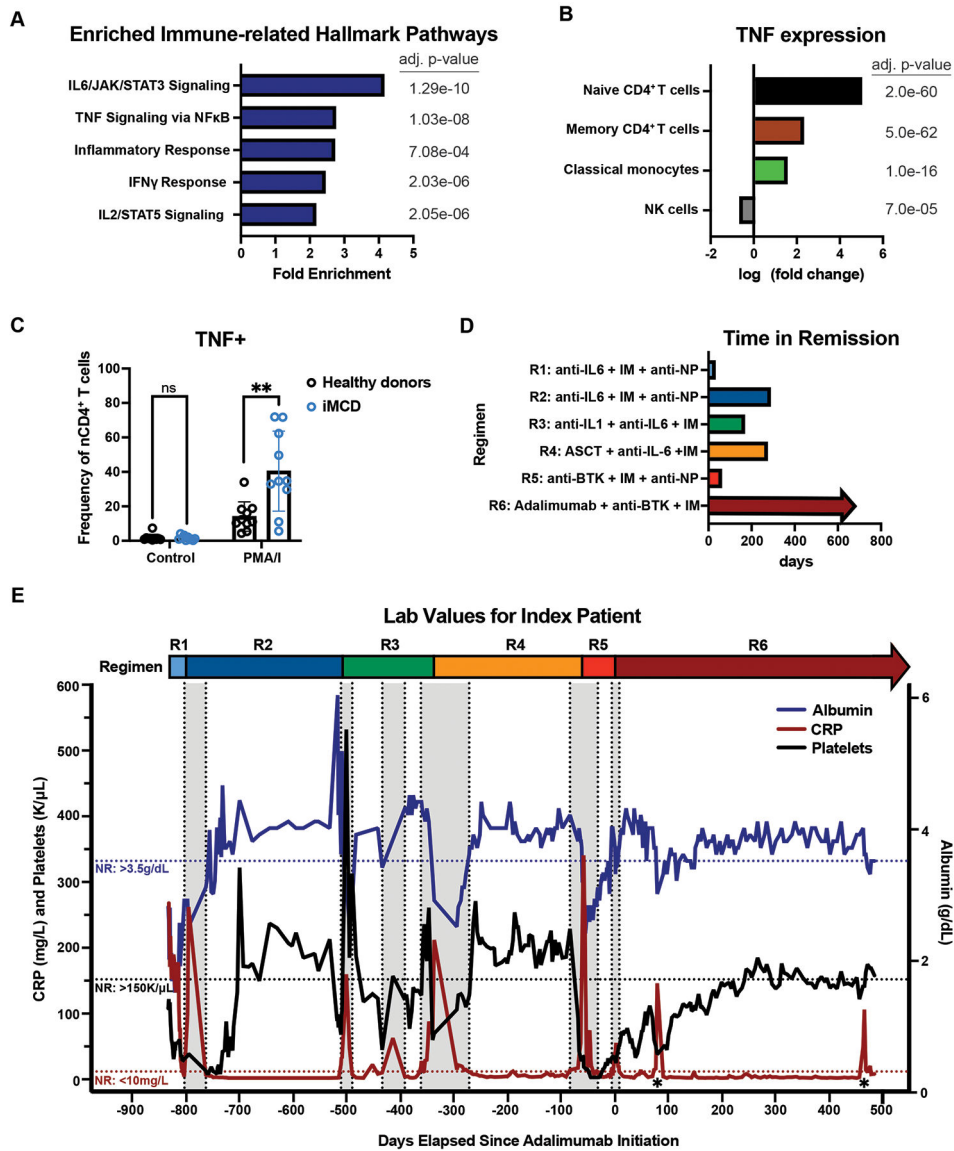 A
Enriched Immune-related Hallmark Pathways
adj. p-value
IL6/JAK/STAT3 Signaling 1.29e-10
TNF Signaling via NFκB 1.03e-08
Inflammatory Response 7.08e-04
IFNγ Response 2.03e-06
IL2/STAT5 Signaling 2.05e-06
0 1 2 3 4 5
Fold Enrichment
B
TNF expression
adj. p-value
Naive CD4+ T cells 2.0e-60
Memory CD4+ T cells 5.0e-62
Classical monocytes 1.0e-16
NK cells 7.0e-05
-2 0 2 4 6
log (fold change)
C
TNF+
Frequency of nCD4+ T cells
100
80
60
40
20
0
ns
**
Healthy donors
iMCD
Control PMA/I
D
Time in Remission
Regimen
R1: anti-IL6 + IM + anti-NP
R2: anti-IL6 + IM + anti-NP
R3: anti-IL1 + anti-IL6 + IM
R4: ASCT + anti-IL-6 +IM
R5: anti-BTK + IM + anti-NP
R6: Adalimumab + anti-BTK + IM
0 200 400 600 800
days
E
Lab Values for Index Patient
R1 R2 R3 R4 R5 R6
Regimen
CRP (mg/L) and Platelets (K/μL)
600
500
400
300
200
100
0
Albumin
CRP
Platelets
NR: >3.5g/dL
NR: >150K/μL
NR: <10mg/L
* *
6
4
2
0
Albumin (g/dL)
-900 -800 -700 -600 -500 -400 -300 -200 -100 0 100 200 300 400 500
Days Elapsed Since Adalimumab Initiation